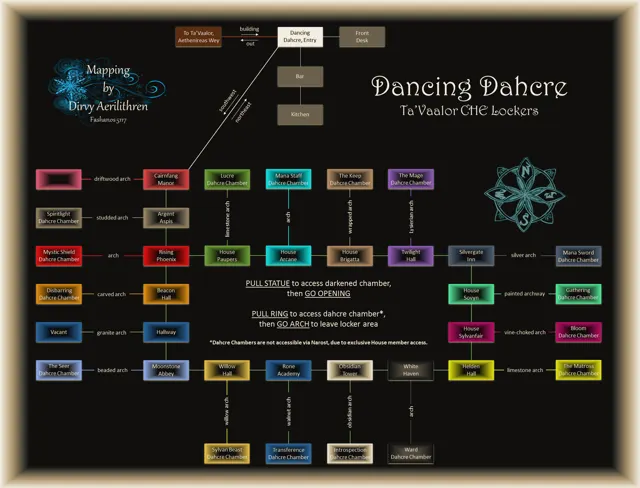 To Ta'Vaalor,
Aethenireas Wey
building
out
Dancing
Dahcre, Entry
Front
Desk
Mapping
by
Dirvy Aerilithren
Fashanos 5117
Bar
Dancing Dahcre
Ta'Vaalor CHE Lockers
southwest
northeast
Kitchen
driftwood arch
Cairnfang
Manor
Lucre
Dahcre Chamber
Mana Staff
Dahcre Chamber
The Keep
Dahcre Chamber
The Mage
Dahcre Chamber
Spiritlight
Dahcre Chamber
studded arch
Argent
Aspis
limestone arch
arch
wrapped arch
Mystic Shield
Dahcre Chamber
arch
Rising
Phoenix
House
Paupers
House
Arcane
House
Brigatta
Twilight
Hall
Silvergate
Inn
silver arch
Mana Sword
Dahcre Chamber
Disbarring
Dahcre Chamber
carved arch
Beacon
Hall
PULL STATUE to access darkened chamber,
then GO OPENING
House
Sovyn
painted archway
Gathering
Dahcre Chamber
PULL RING to access dahcre chamber*,
then GO ARCH to leave locker area
Vacant
granite arch
Hallway
House
Sylvanfair
vine-choked arch
Bloom
Dahcre Chamber
*Dahcre Chambers are not accessible via Narost, due to exclusive House member access.
The Seer
Dahcre Chamber
beaded arch
Moonstone
Abbey
Willow
Hall
Rone
Academy
Obsidian
Tower
White
Haven
Helden
Hall
limestone arch
The Matrosa
Dahcre Chamber
willow arch
walnut arch
obsidian arch
arch
Sylvan Beast
Dahcre Chamber
Transference
Dahcre Chamber
Introspection
Dahcre Chamber
Ward
Dahcre Chamber